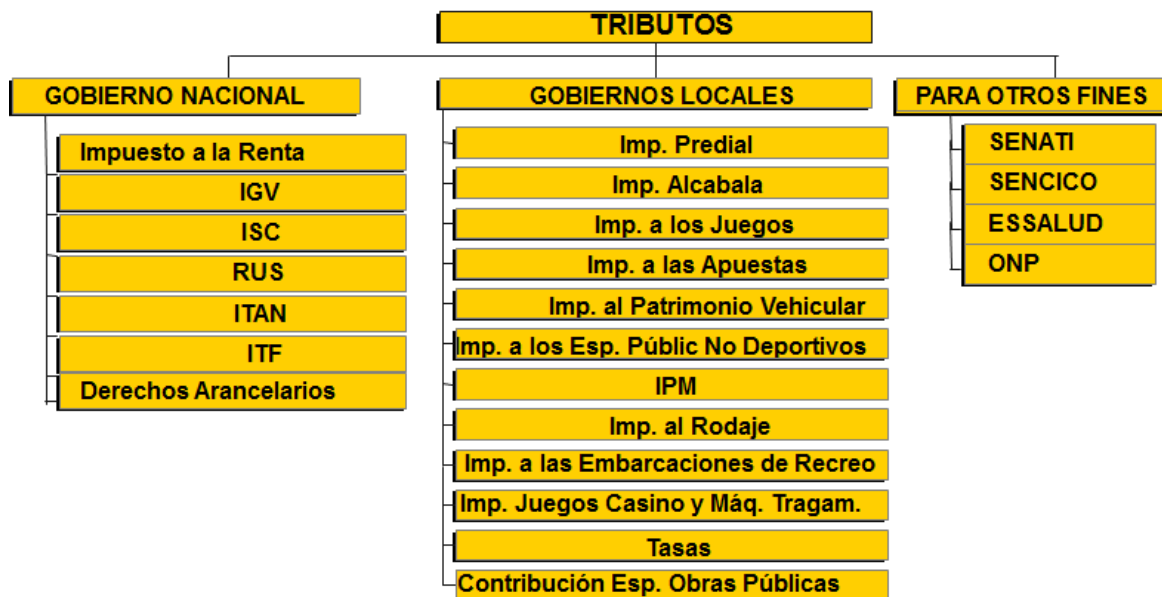 TRIBUTOS
GOBIERNO NACIONAL
Impuesto a la Renta
IGV
ISC
RUS
ITAN
ITF
Derechos Arancelarios
GOBIERNOS LOCALES
Imp. Predial
Imp. Alcabala
Imp. a los Juegos
Imp. a las Apuestas
Imp. al Patrimonio Vehicular
Imp. a los Esp. Públic No Deportivos
IPM
Imp. al Rodaje
Imp. a las Embarcaciones de Recreo
Imp. Juegos Casino y Máq. Tragam.
Tasas
Contribución Esp. Obras Públicas
PARA OTROS FINES
SENATI
SENCICO
ESSALUD
ONP